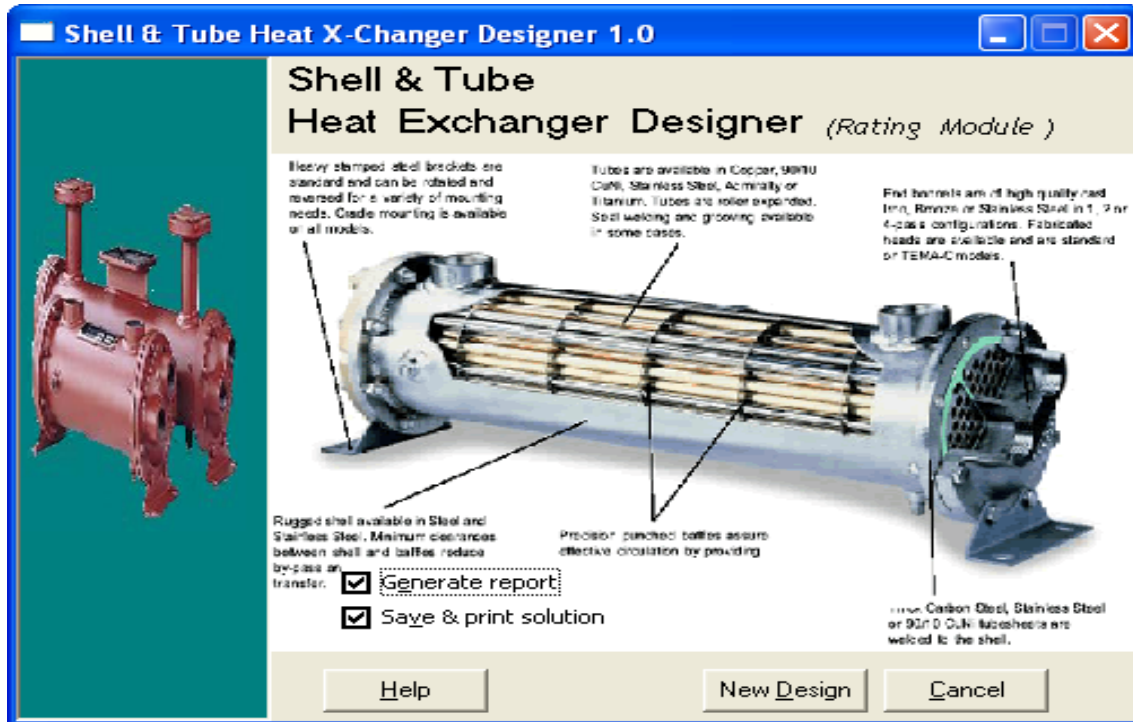 Shell & Tube Heat X-Changer Designer 1.0
Shell & Tube
Heat Exchanger Designer (Rating Module )
Heavy stamped steel brackets are
standard and can be rotated and
reversed for a variety of mounting
needs. Cradle mounting is available
on all models.
Tubes are available in Copper, 90/10
CuNi, Stainless Steel, Admiralty or
Titanium. Tubes are roller expanded.
Seal welding and grooving available
in some cases.
End bonnets are of high quality cast
Iron, Bronze or Stainless Steel in 1, 2 or
4-pass configurations. Fabricated
heads are available and are standard
on TEMA-C models.
Rugged shell available in Steel and
Stainless Steel. Minimum clearances
between shell and baffles reduce
by-pass an
transfer.
Precision punched baffles assure
effective circulation by providing
Carbon Steel, Stainless Steel
or 90/10 CuNi tubesheets are
welded to the shell.
Generate report
Save & print solution
Help
New Design
Cancel